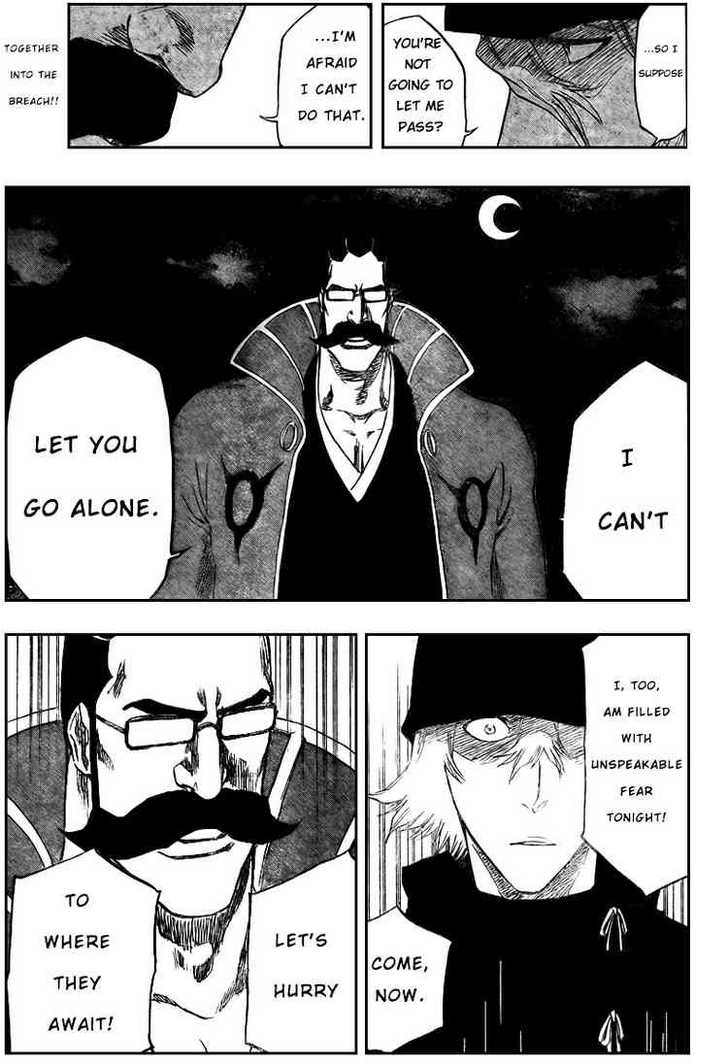 ...SO I
SUPPOSE
YOU'RE
NOT
GOING TO
LET ME
PASS?
...I'M
AFRAID
I CAN'T
DO THAT.
TOGETHER
INTO THE
BREACH!!
I
CAN'T
LET YOU
GO ALONE.
I, TOO,
AM FILLED
WITH
UNSPEAKABLE
FEAR
TONIGHT!
COME,
NOW.
LET'S
HURRY
TO
WHERE
THEY
AWAIT!